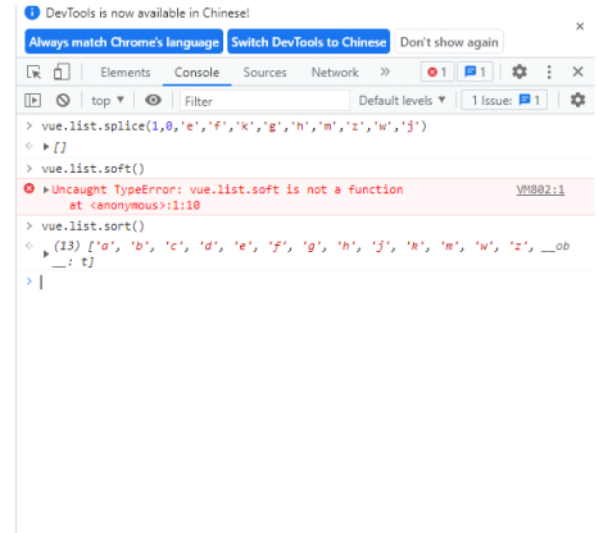 DevTools is now available in Chinese!
Always match Chrome's language Switch DevTools to Chinese Don't show again
Elements Console Sources Network » 1 1
top ▼ Filter Default levels ▼ 1 Issue: 1
> vue.list.splice(1,0,'e','f','k','g','h','m','z','w','j')
< ▶ []
> vue.list.soft()
▶Uncaught TypeError: vue.list.soft is not a function VM802:1
at <anonymous>:1:10
> vue.list.sort()
< (13) ['a', 'b', 'c', 'd', 'e', 'f', 'g', 'h', 'j', 'k', 'm', 'w', 'z', __ob
▶ __: t]
>